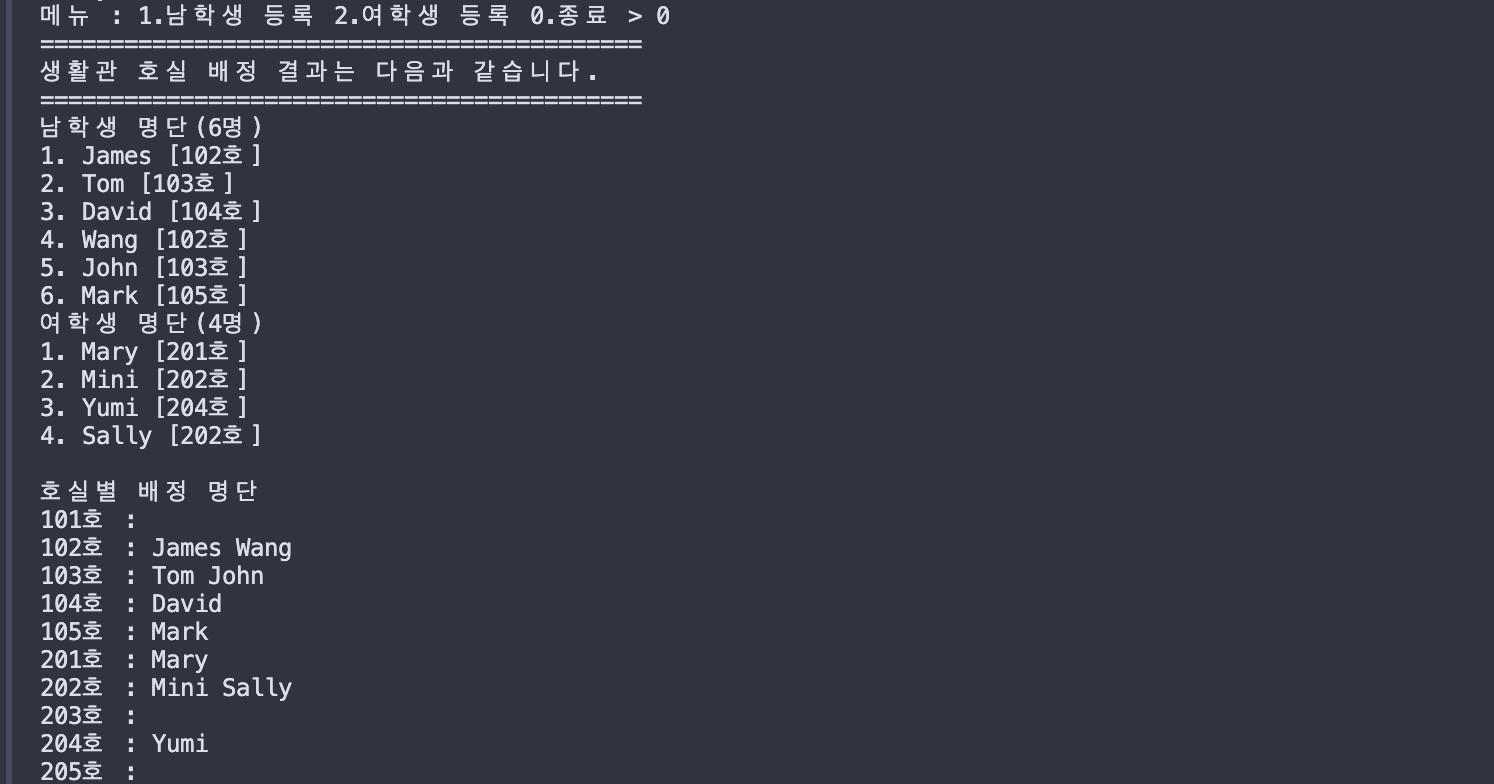 메뉴 : 1.남학생 등록 2.여학생 등록 0.종료 > 0
===========================================
생활관 호실 배정 결과는 다음과 같습니다.
===========================================
남학생 명단(6명)
1. James [102호]
2. Tom [103호]
3. David [104호]
4. Wang [102호]
5. John [103호]
6. Mark [105호]
여학생 명단(4명)
1. Mary [201호]
2. Mini [202호]
3. Yumi [204호]
4. Sally [202호]

호실별 배정 명단
101호 :
102호 : James Wang
103호 : Tom John
104호 : David
105호 : Mark
201호 : Mary
202호 : Mini Sally
203호 :
204호 : Yumi
205호 :